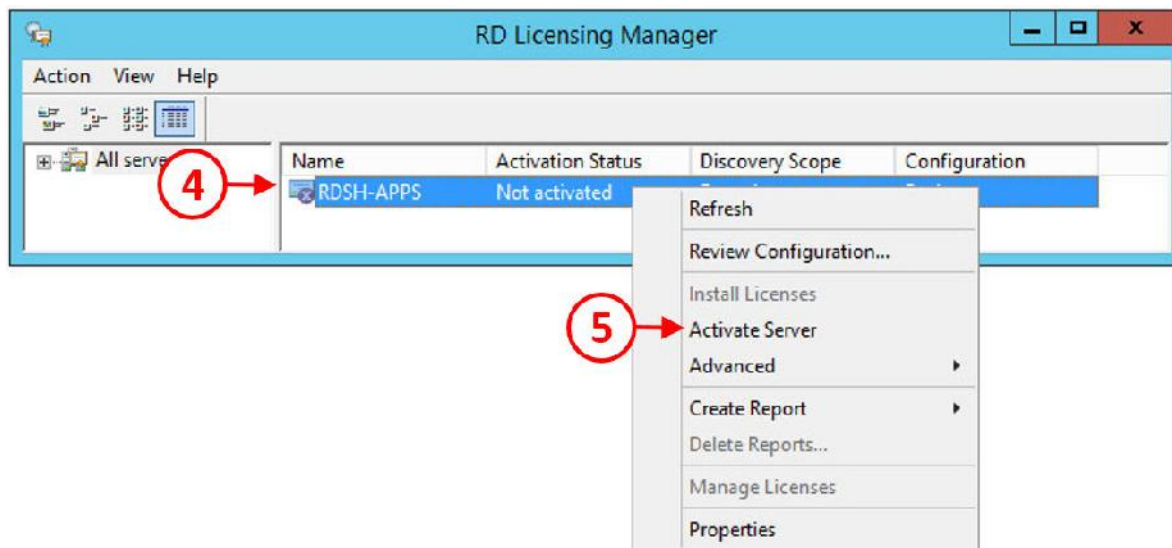 RD Licensing Manager
Action View Help
All serve
Name Activation Status Discovery Scope Configuration
4
RDSH-APPS Not activated
Refresh
Review Configuration...
Install Licenses
5
Activate Server
Advanced
Create Report
Delete Reports...
Manage Licenses
Properties